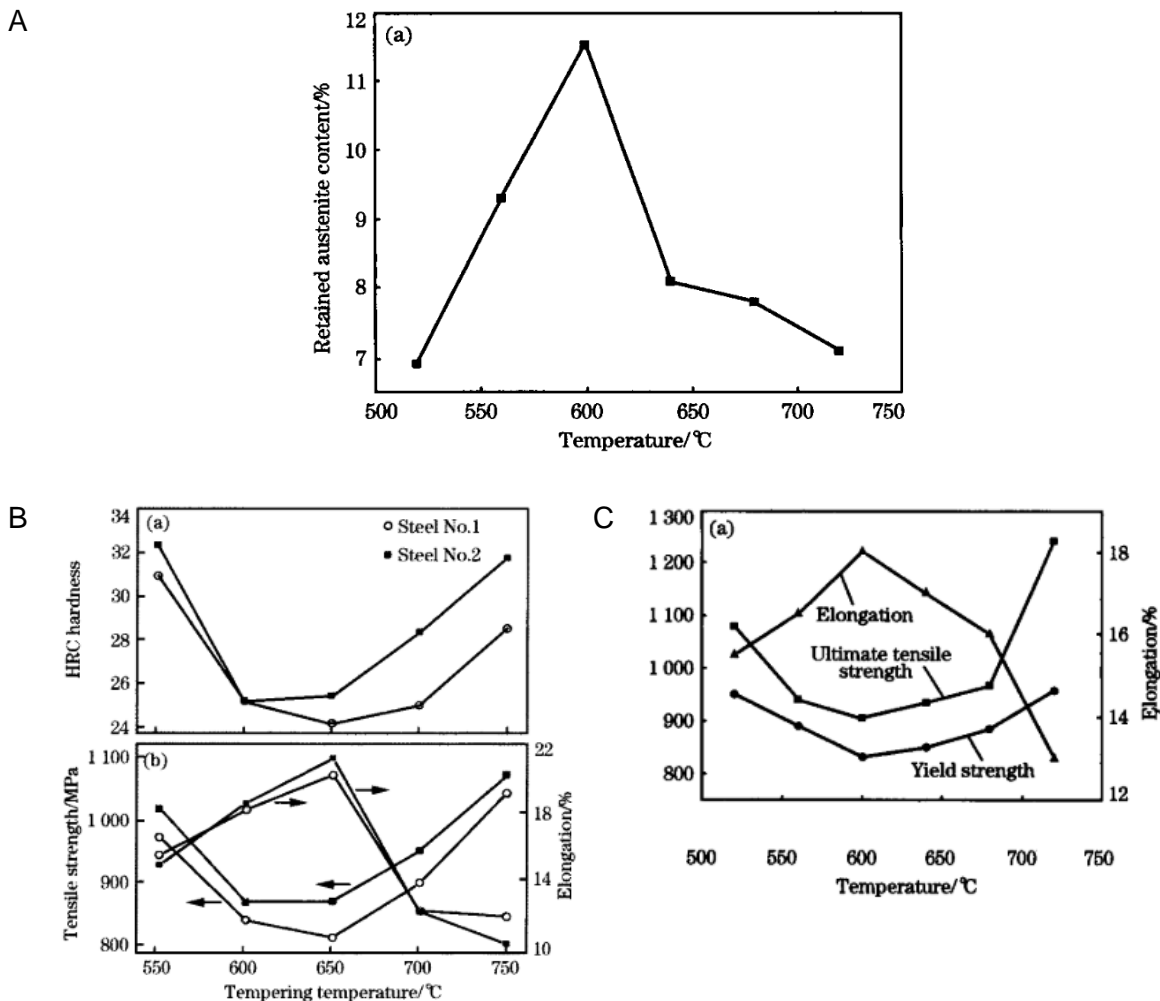 A
(a)
12
11
10
9
8
7
Retained austenite content/%
500 550 600 650 700 750
Temperature/℃
B
(a)
34
32
30
28
26
24
HRC hardness
Steel No.1
Steel No.2
(b)
1 100
1 000
900
800
Tensile strength/MPa
22
18
14
10
Elongation/%
550 600 650 700 750
Tempering temperature/℃
C
(a)
1 300
1 200
1 100
1 000
900
800
Elongation
Ultimate tensile
strength
Yield strength
18
16
14
12
Elongation/%
500 550 600 650 700 750
Temperature/℃